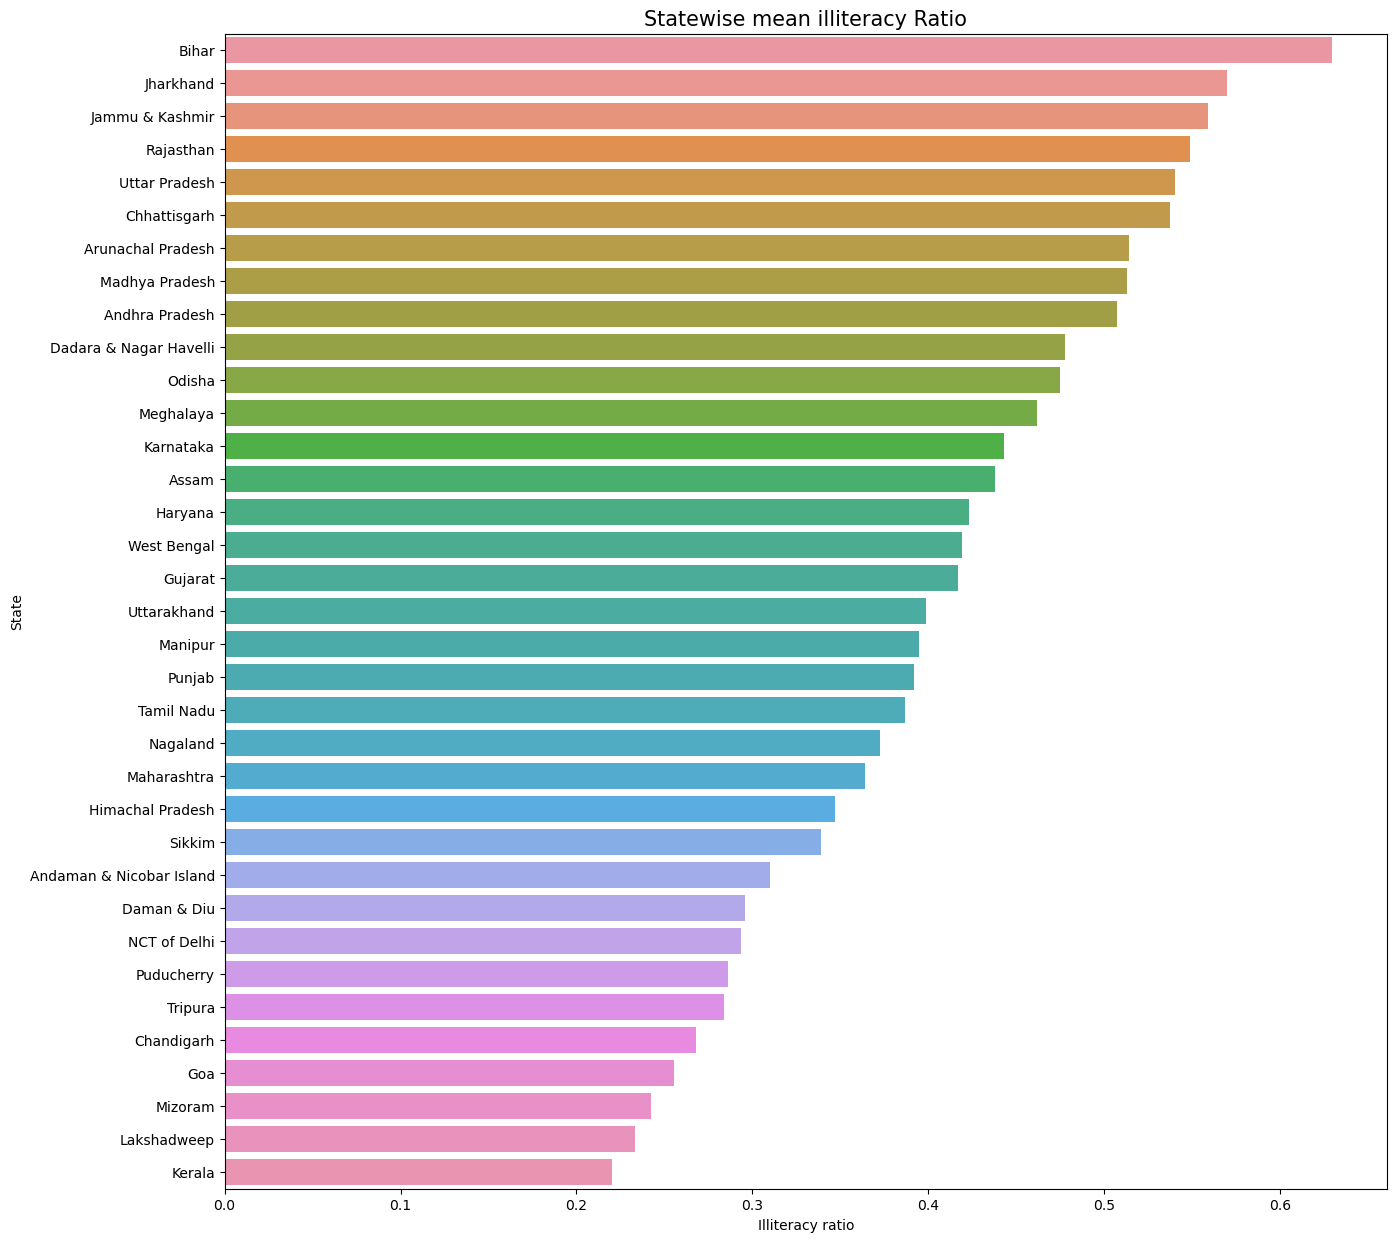 Statewise mean illiteracy Ratio
Bihar
Jharkhand
Jammu & Kashmir
Rajasthan
Uttar Pradesh
Chhattisgarh
Arunachal Pradesh
Madhya Pradesh
Andhra Pradesh
Dadara & Nagar Havelli
Odisha
Meghalaya
Karnataka
Assam
Haryana
West Bengal
Gujarat
Uttarakhand
Manipur
Punjab
Tamil Nadu
Nagaland
Maharashtra
Himachal Pradesh
Sikkim
Andaman & Nicobar Island
Daman & Diu
NCT of Delhi
Puducherry
Tripura
Chandigarh
Goa
Mizoram
Lakshadweep
Kerala
State
0.0 0.1 0.2 0.3 0.4 0.5 0.6
Illiteracy ratio